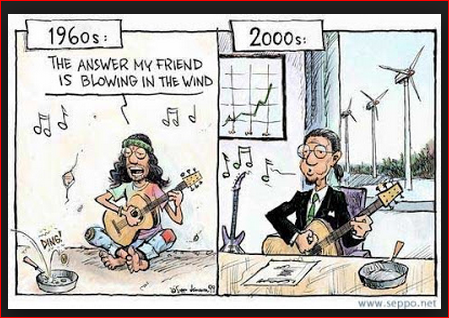 1960s:
THE ANSWER MY FRIEND
IS BLOWING IN THE WIND
DING!
2000s:
www.seppo.net